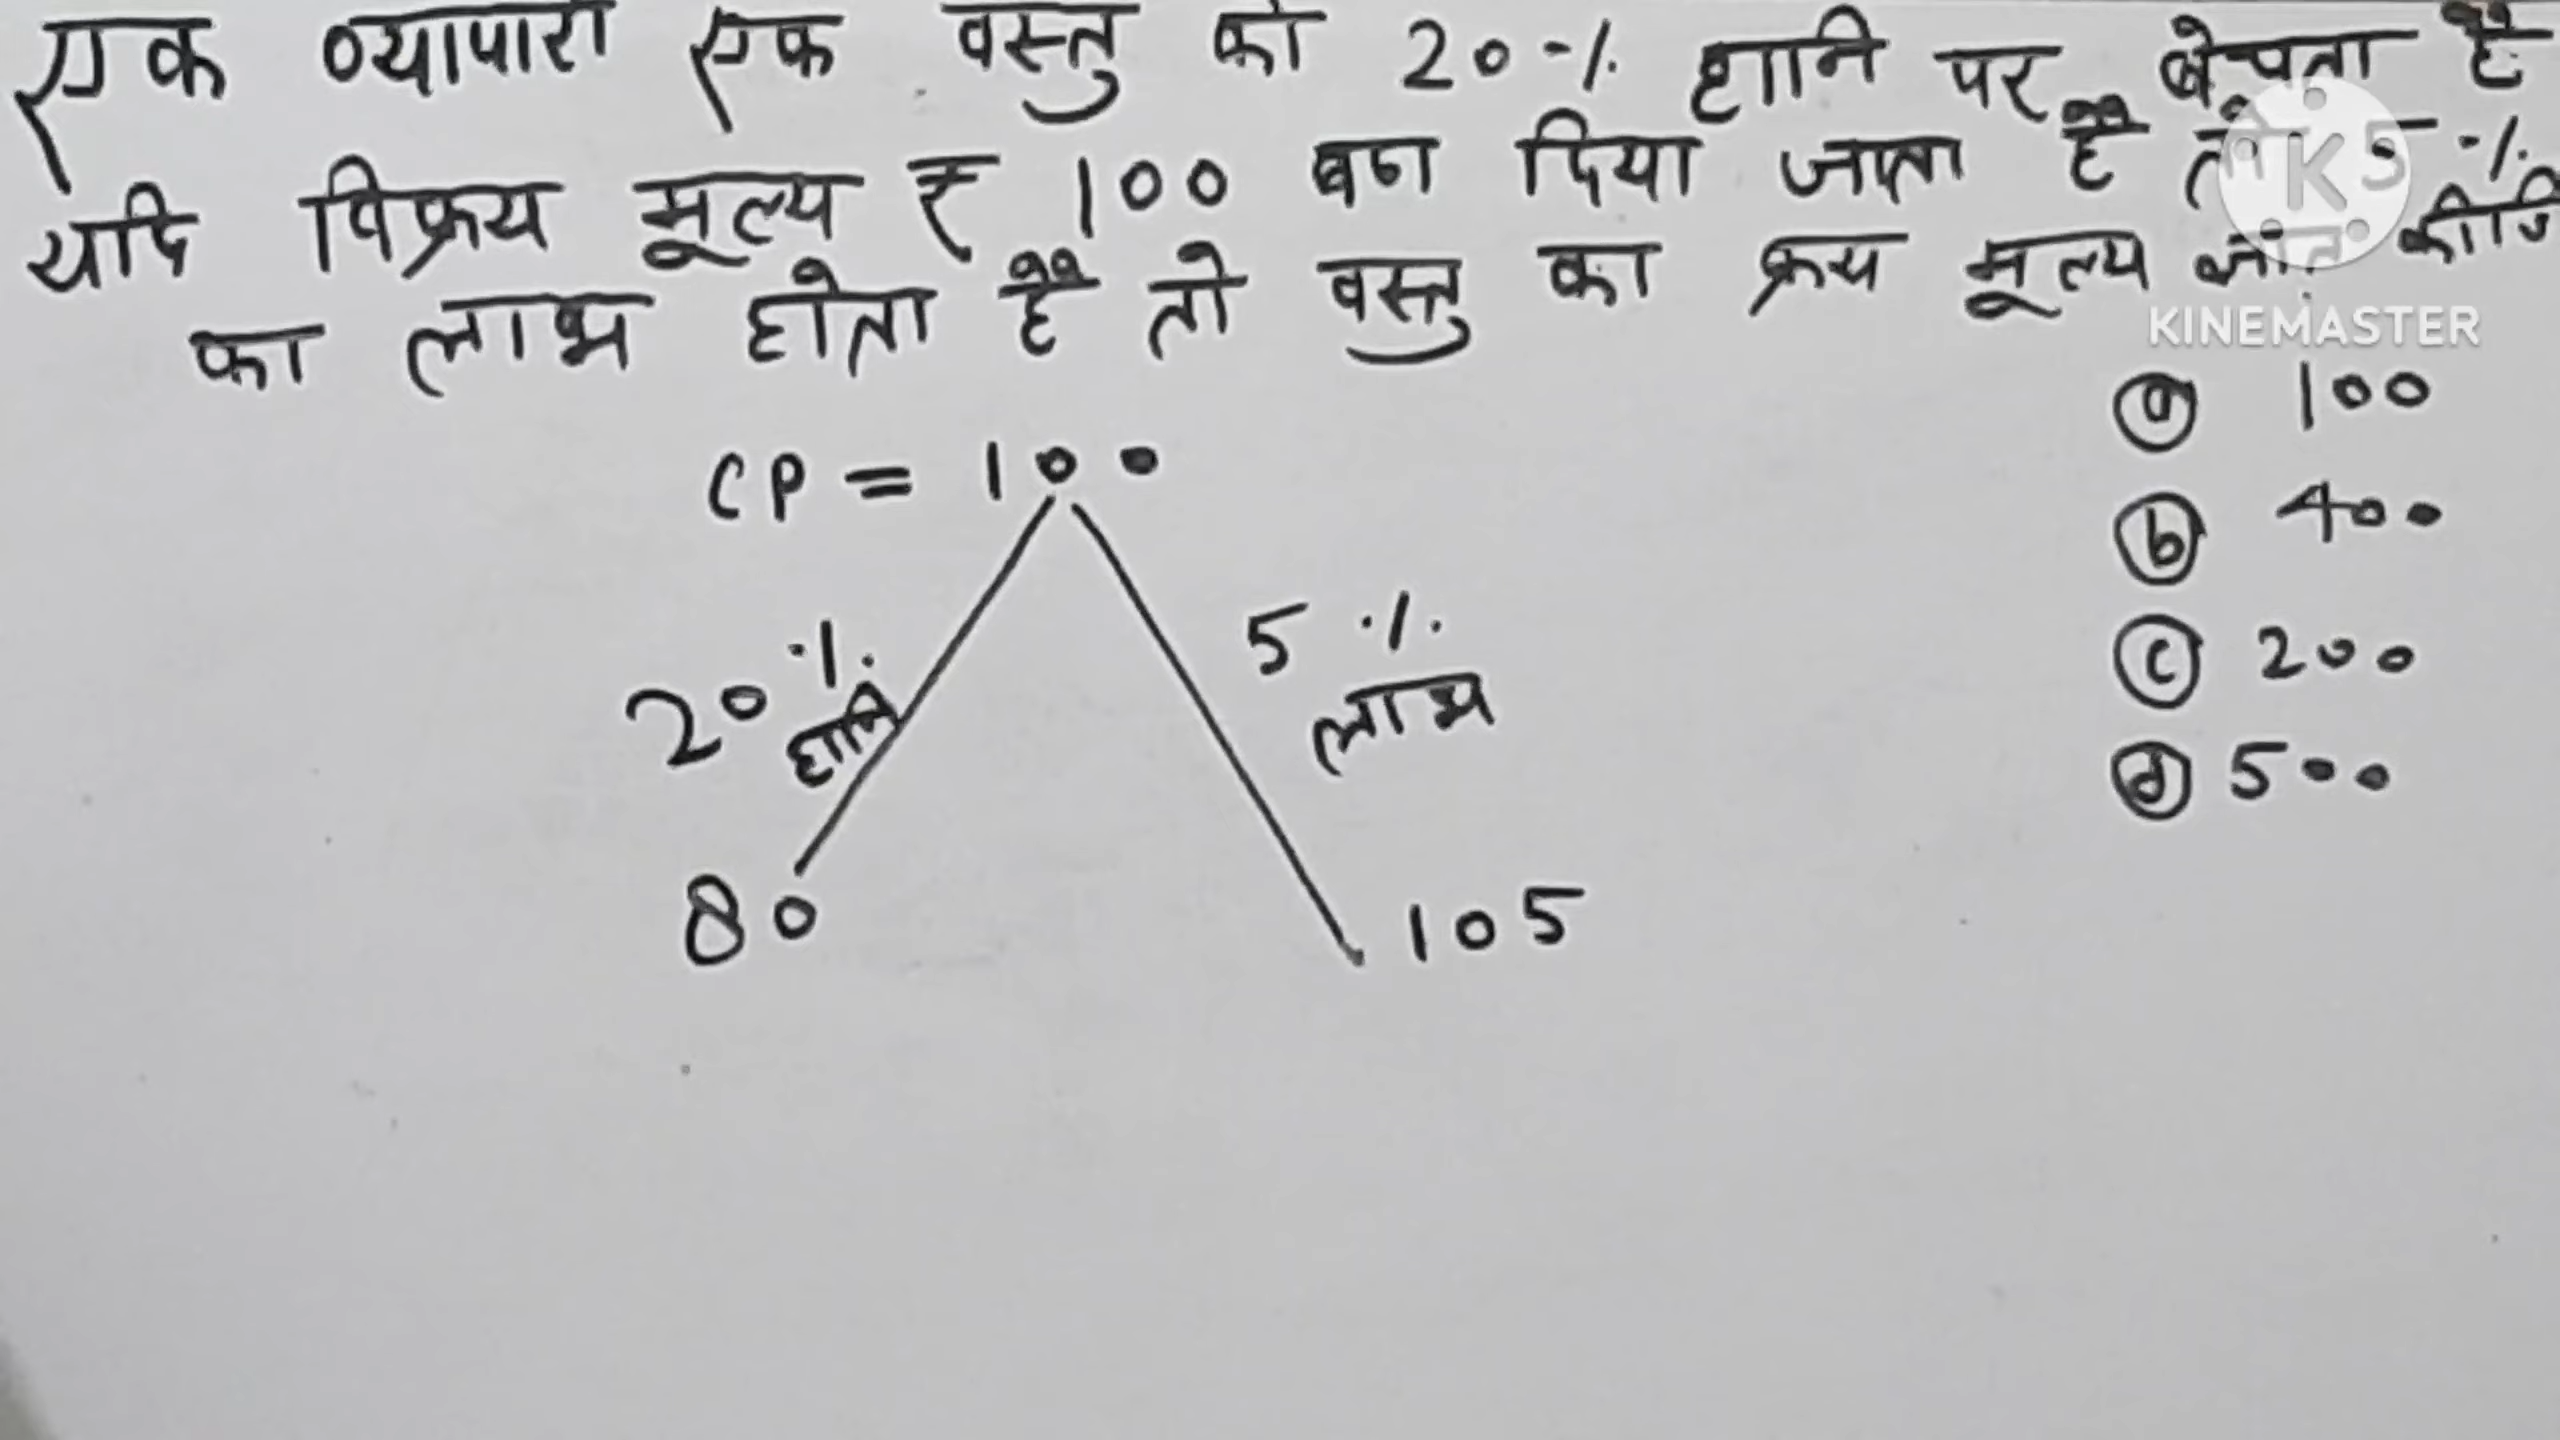 एक व्यापारी एक वस्तु को 20% हानि पर बेचता है
यदि विक्रय मूल्य ₹ 100 बढ़ा दिया जाता है तो 5%
का लाभ होता है तो वस्तु का क्रय मूल्य ज्ञात कीजि
KINEMASTER
ⓐ 100
CP = 100
ⓑ 400
5%
लाभ
20%
हानि
ⓒ 200
ⓓ 500
80
105